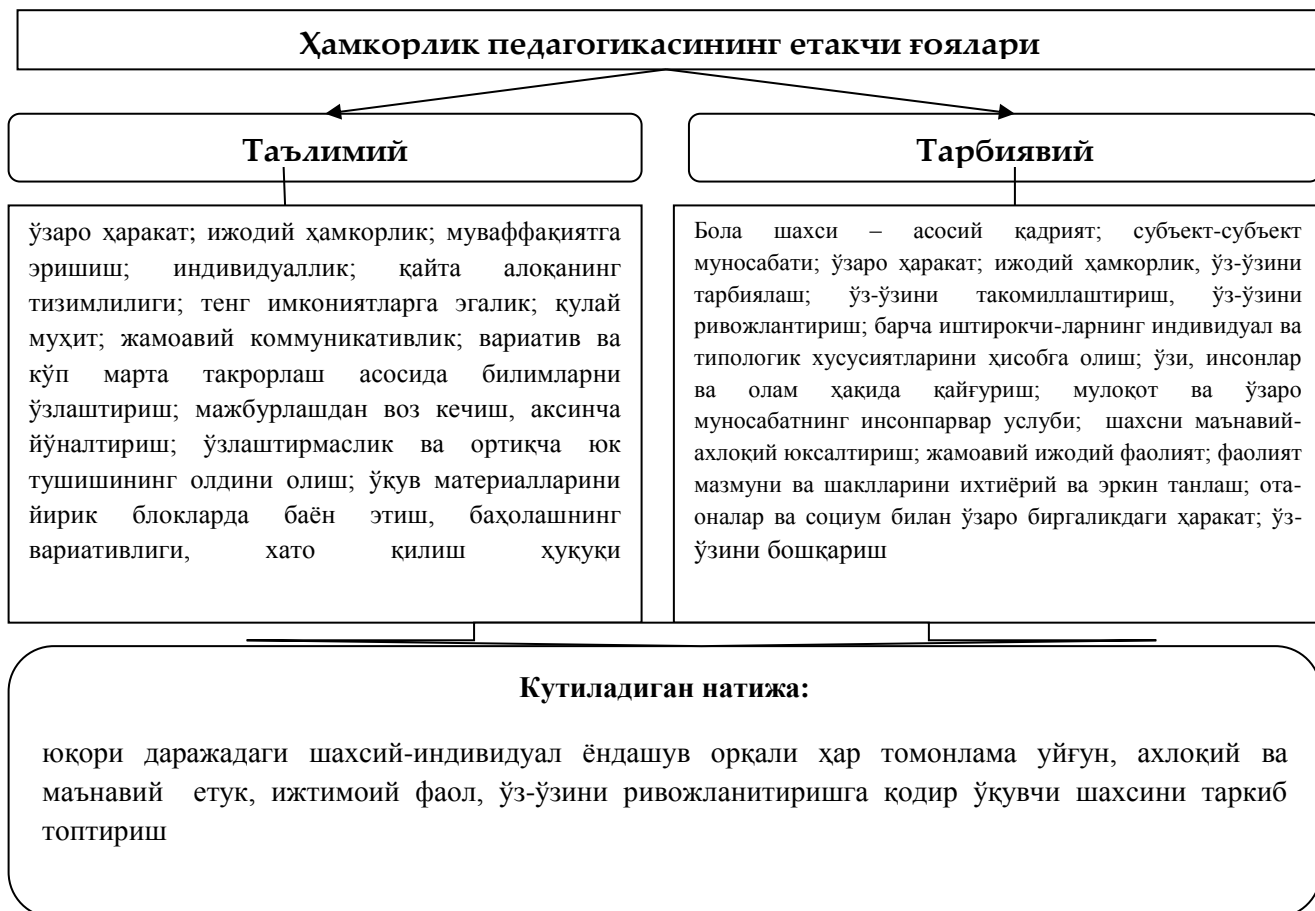 Ҳамкорлик педагогикасининг етакчи ғоялари
Таълимий
Тарбиявий
ўзаро ҳаракат; ижодий ҳамкорлик; муваффақиятга
эришиш; индивидуаллик; қайта алоқанинг
тизимлилиги; тенг имкониятларга эгалик; қулай
муҳит; жамоавий коммуникативлик; вариатив ва
кўп марта такрорлаш асосида билимларни
ўзлаштириш; мажбурлашдан воз кечиш, аксинча
йўналтириш; ўзлаштирмаслик ва ортиқча юк
тушишининг олдини олиш; ўқув материалларини
йирик блокларда баён этиш, баҳолашнинг
вариативлиги, хато қилиш ҳуқуқи
Бола шахси – асосий қадрият; субъект-субъект
муносабати; ўзаро ҳаракат; ижодий ҳамкорлик, ўз-ўзини
тарбиялаш; ўз-ўзини такомиллаштириш, ўз-ўзини
ривожлантириш; барча иштирокчи-ларнинг индивидуал ва
типологик хусусиятларини ҳисобга олиш; ўзи, инсонлар
ва олам ҳақида қайғуриш; мулоқот ва ўзаро
муносабатнинг инсонпарвар услуби; шахсни маънавий-
ахлоқий юксалтириш; жамоавий ижодий фаолият; фаолият
мазмуни ва шаклларини ихтиёрий ва эркин танлаш; ота-
оналар ва социум билан ўзаро биргаликдаги ҳаракат; ўз-
ўзини бошқариш
Кутиладиган натижа:
юқори даражадаги шахсий-индивидуал ёндашув орқали ҳар томонлама уйғун, ахлоқий ва
маънавий етук, ижтимоий фаол, ўз-ўзини ривожланитиришга қодир ўқувчи шахсини таркиб
топтириш